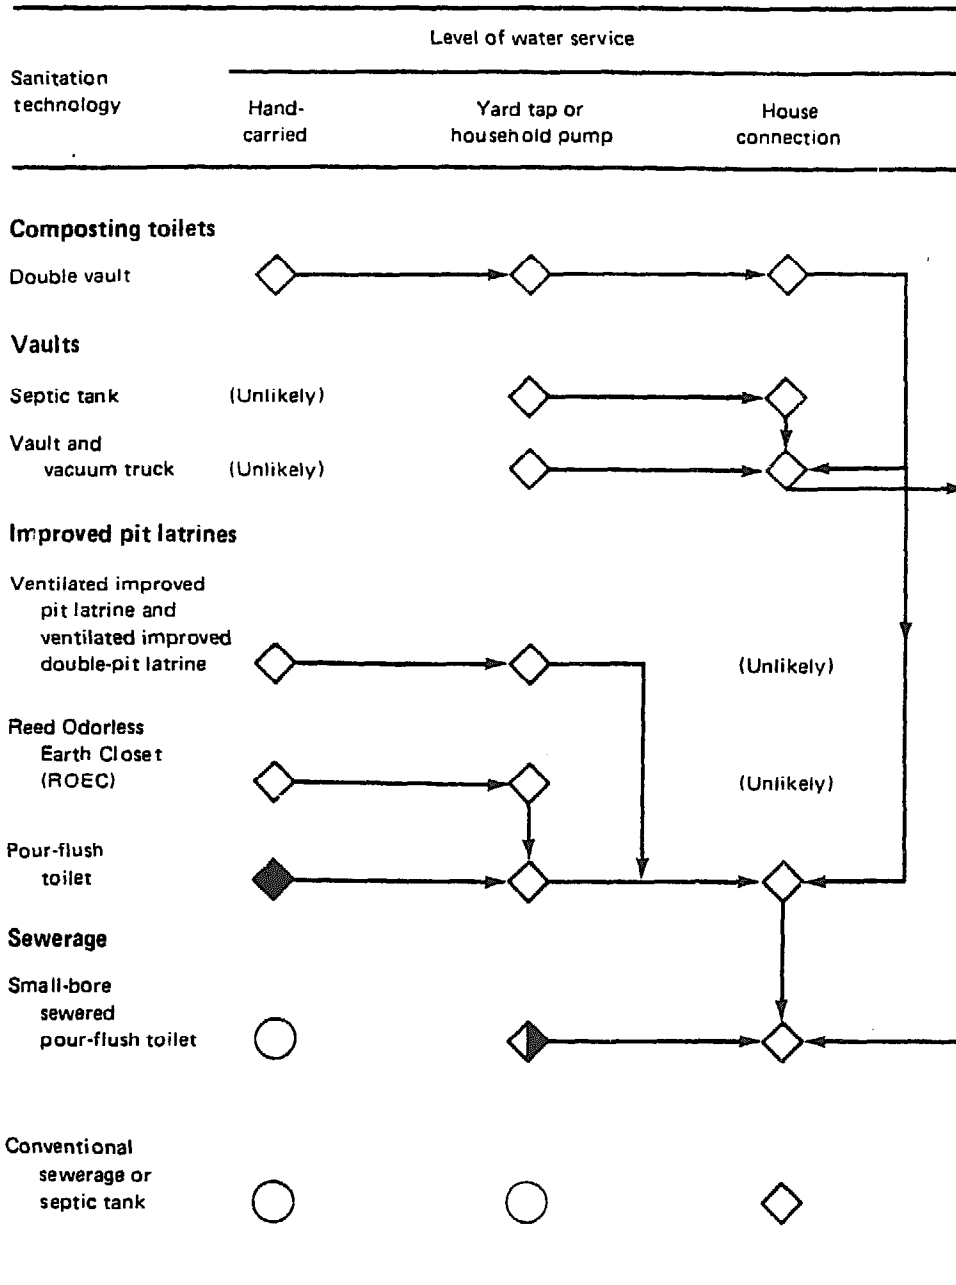 Level of water service
Sanitation
technology
Hand-
carried
Yard tap or
household pump
House
connection
Composting toilets
Double vault
Vaults
Septic tank (Unlikely)
Vault and
vacuum truck (Unlikely)
Improved pit latrines
Ventilated improved
pit latrine and
ventilated improved
double-pit latrine (Unlikely)
Reed Odorless
Earth Closet
(ROEC) (Unlikely)
Pour-flush
toilet
Sewerage
Small-bore
sewered
pour-flush toilet
Conventional
sewerage or
septic tank